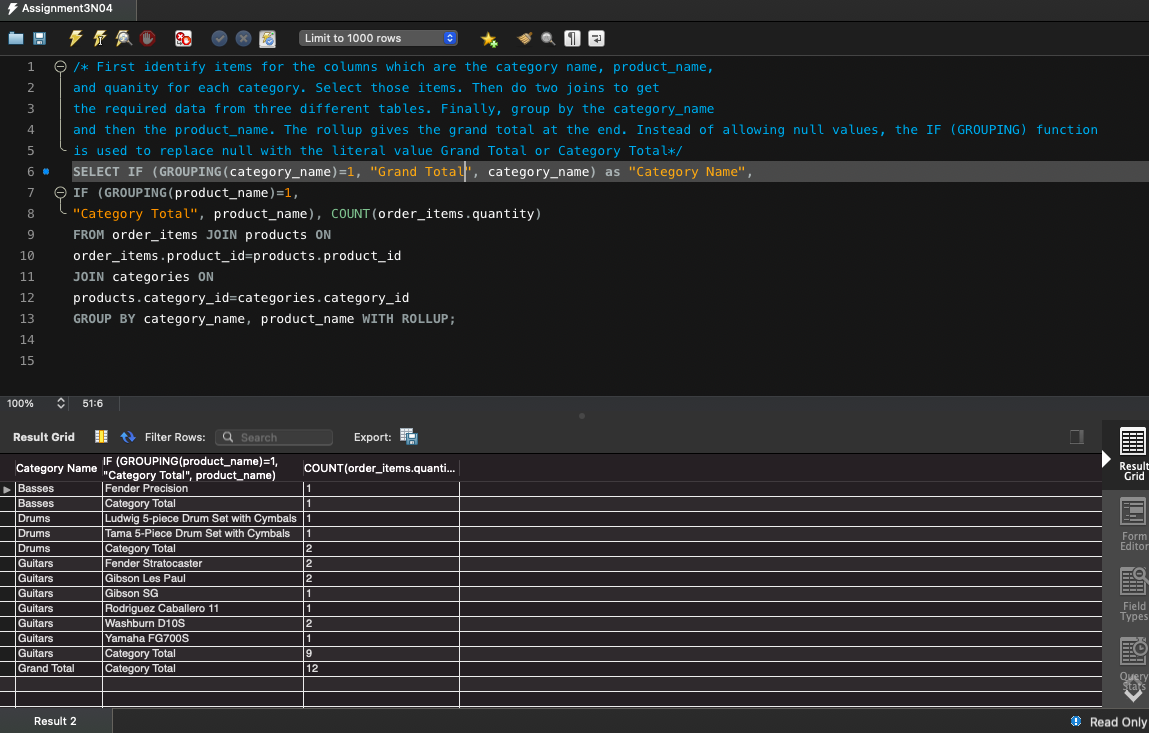 Assignment3N04
Limit to 1000 rows
1 /* First identify items for the columns which are the category name, product_name,
2 and quanity for each category. Select those items. Then do two joins to get
3 the required data from three different tables. Finally, group by the category_name
4 and then the product_name. The rollup gives the grand total at the end. Instead of allowing null values, the IF (GROUPING) function
5 is used to replace null with the literal value Grand Total or Category Total*/
6 SELECT IF (GROUPING(category_name)=1, "Grand Total", category_name) as "Category Name",
7 IF (GROUPING(product_name)=1,
8 "Category Total", product_name), COUNT(order_items.quantity)
9 FROM order_items JOIN products ON
10 order_items.product_id=products.product_id
11 JOIN categories ON
12 products.category_id=categories.category_id
13 GROUP BY category_name, product_name WITH ROLLUP;
14
15
100% 51:6
Result Grid Filter Rows: Search Export:
Category Name IF (GROUPING(product_name)=1, "Category Total", product_name) COUNT(order_items.quanti...
Basses Fender Precision 1
Basses Category Total 1
Drums Ludwig 5-piece Drum Set with Cymbals 1
Drums Tama 5-Piece Drum Set with Cymbals 1
Drums Category Total 2
Guitars Fender Stratocaster 2
Guitars Gibson Les Paul 2
Guitars Gibson SG 1
Guitars Rodriguez Caballero 11 1
Guitars Washburn D10S 2
Guitars Yamaha FG700S 1
Guitars Category Total 9
Grand Total Category Total 12
Result
Grid
Form
Editor
Field
Types
Query
Stats
Result 2 Read Only